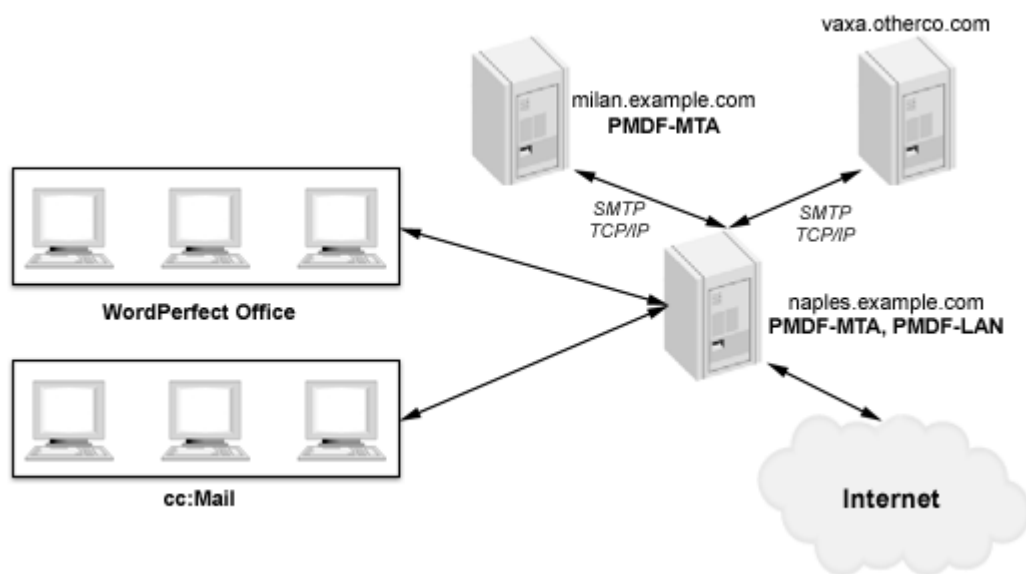 vaxa.otherco.com
milan.example.com
PMDF-MTA
SMTP
TCP/IP
SMTP
TCP/IP
WordPerfect Office
naples.example.com
PMDF-MTA, PMDF-LAN
cc:Mail
Internet